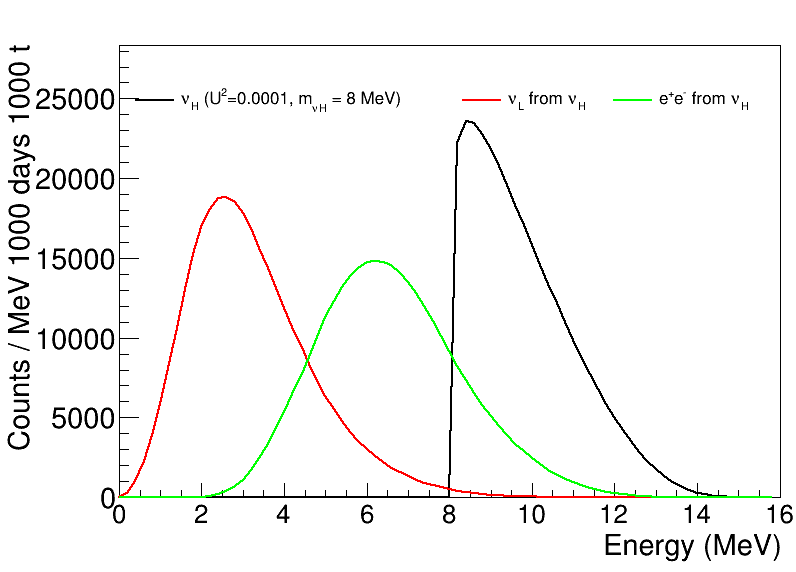 Counts / MeV 1000 days 1000 t
ν_H (U²=0.0001, m_νH = 8 MeV)
ν_L from ν_H
e⁺e⁻ from ν_H
25000
20000
15000
10000
5000
0
0 2 4 6 8 10 12 14 16
Energy (MeV)